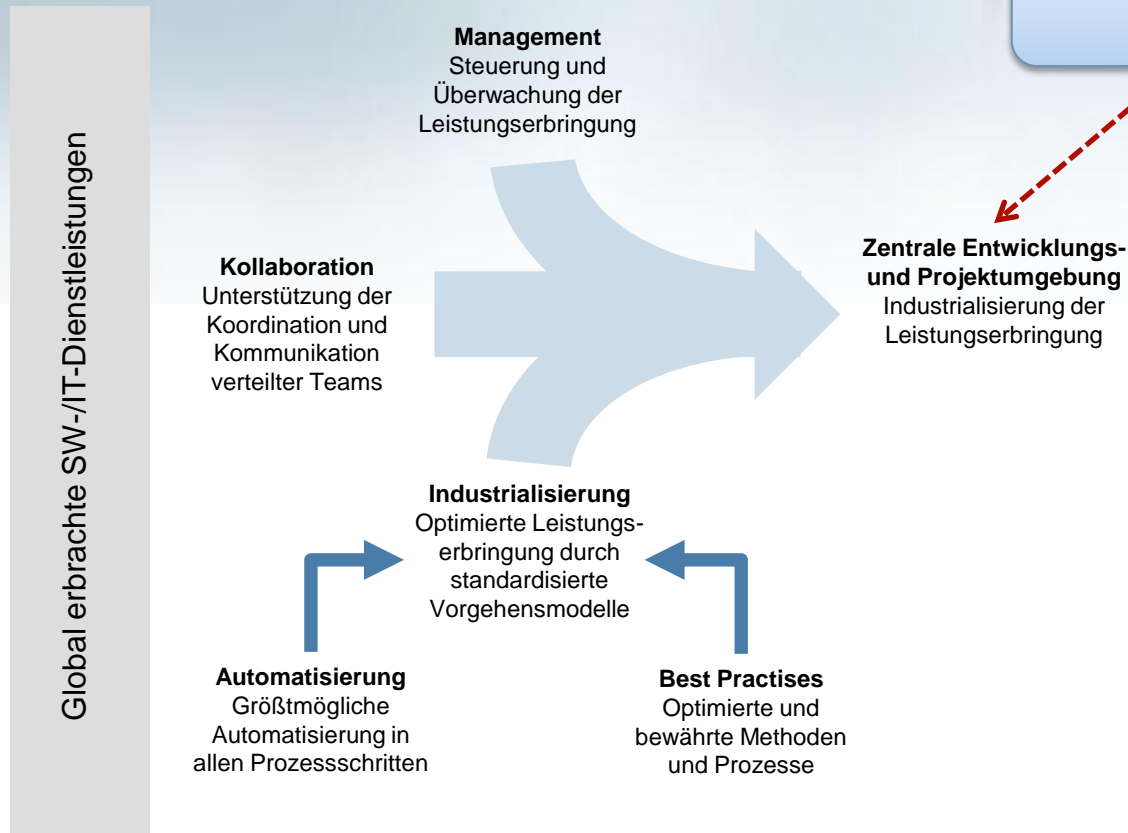 Global erbrachte SW-/IT-Dienstleistungen
Management
Steuerung und
Überwachung der
Leistungserbringung
Kollaboration
Unterstützung der
Koordination und
Kommunikation
verteilter Teams
Zentrale Entwicklungs-
und Projektumgebung
Industrialisierung der
Leistungserbringung
Industrialisierung
Optimierte Leistungs-
erbringung durch
standardisierte
Vorgehensmodelle
Automatisierung
Größtmögliche
Automatisierung in
allen Prozessschritten
Best Practises
Optimierte und
bewährte Methoden
und Prozesse